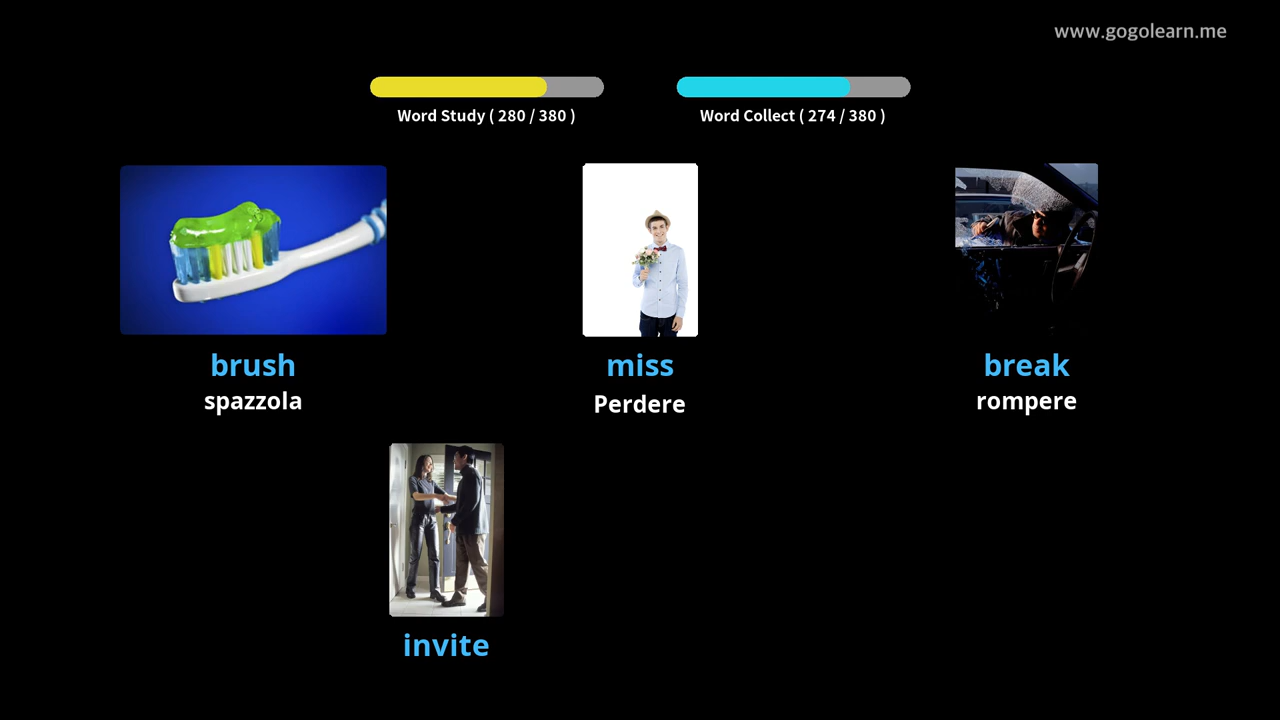 www.gogolearn.me
Word Study ( 280 / 380 )
Word Collect ( 274 / 380 )
brush
spazzola
miss
Perdere
break
rompere
invite